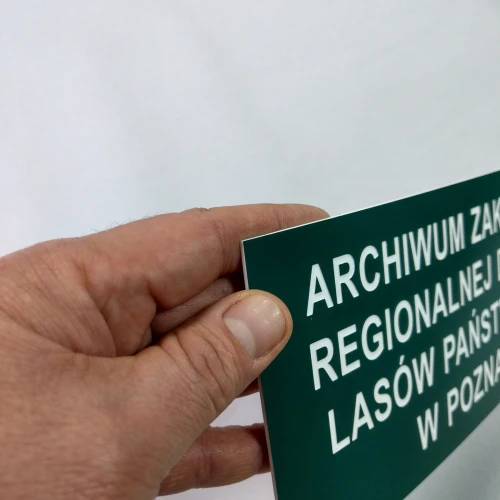 ARCHIWUM ZAK
REGIONALNEJ
LASÓW PAŃST
W POZNA